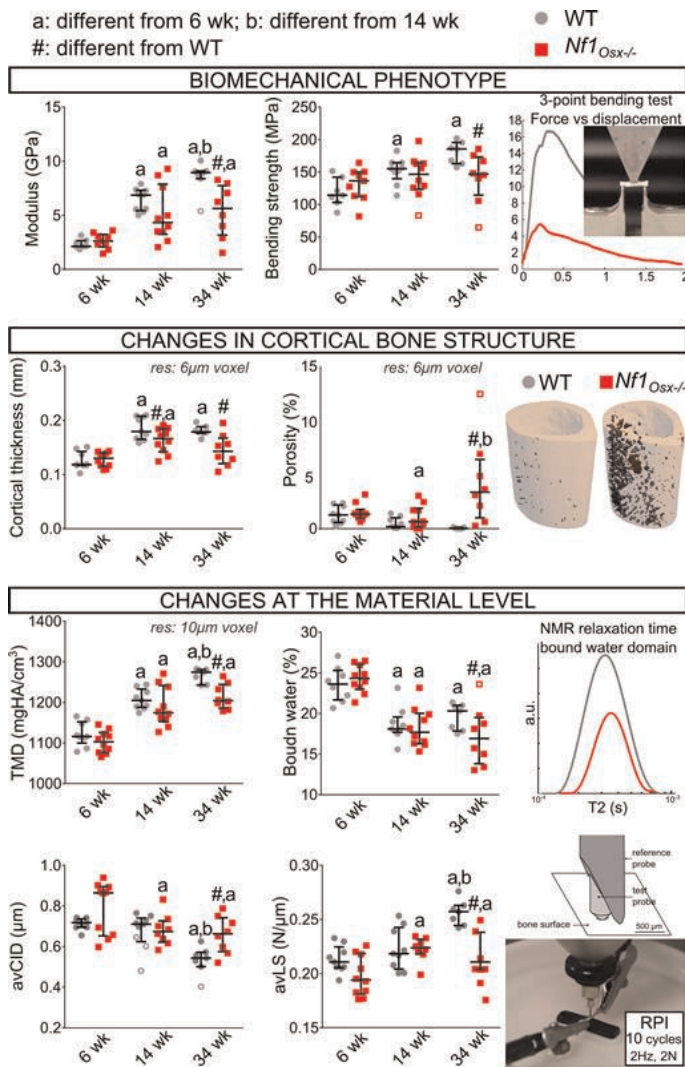 a: different from 6 wk; b: different from 14 wk
#: different from WT
WT
Nf1Osx-/-
BIOMECHANICAL PHENOTYPE
Modulus (GPa)
15
10
5
0
a
a
a,b
#,a
6 wk
14 wk
34 wk
Bending strength (MPa)
250
200
150
100
50
0
a
a
#
6 wk
14 wk
34 wk
3-point bending test
Force vs displacement
18
16
14
12
10
8
6
4
2
0
0
0.5
1
1.5
2
CHANGES IN CORTICAL BONE STRUCTURE
res: 6µm voxel
Cortical thickness (mm)
0.3
0.2
0.1
0.0
a
#,a
a
#
6 wk
14 wk
34 wk
res: 6µm voxel
Porosity (%)
15
10
5
0
a
#,b
6 wk
14 wk
34 wk
WT
Nf1Osx-/-
CHANGES AT THE MATERIAL LEVEL
res: 10µm voxel
TMD (mgHA/cm³)
1400
1300
1200
1100
1000
a
a
a,b
#,a
6 wk
14 wk
34 wk
Boudn water (%)
30
25
20
15
10
a
a
a
#,a
6 wk
14 wk
34 wk
NMR relaxation time
bound water domain
a.u.
10-4
T2 (s)
10-3
avCID (µm)
1.0
0.8
0.6
0.4
0.2
a
a,b
#,a
6 wk
14 wk
34 wk
avLS (N/µm)
0.30
0.25
0.20
0.15
a
a,b
#,a
6 wk
14 wk
34 wk
reference
probe
test
probe
bone surface
500 µm
RPI
10 cycles
2Hz, 2N